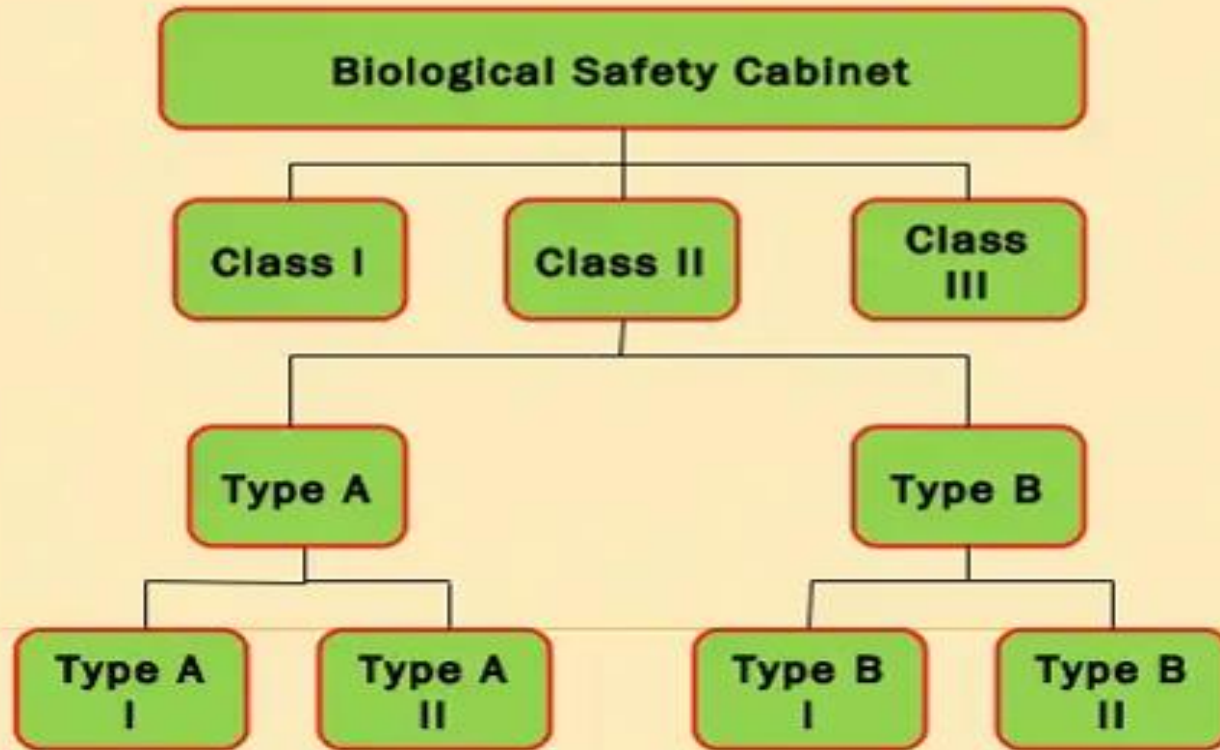 Biological Safety Cabinet
Class I
Class II
Class
III
Type A
Type B
Type A
I
Type A
II
Type B
I
Type B
II